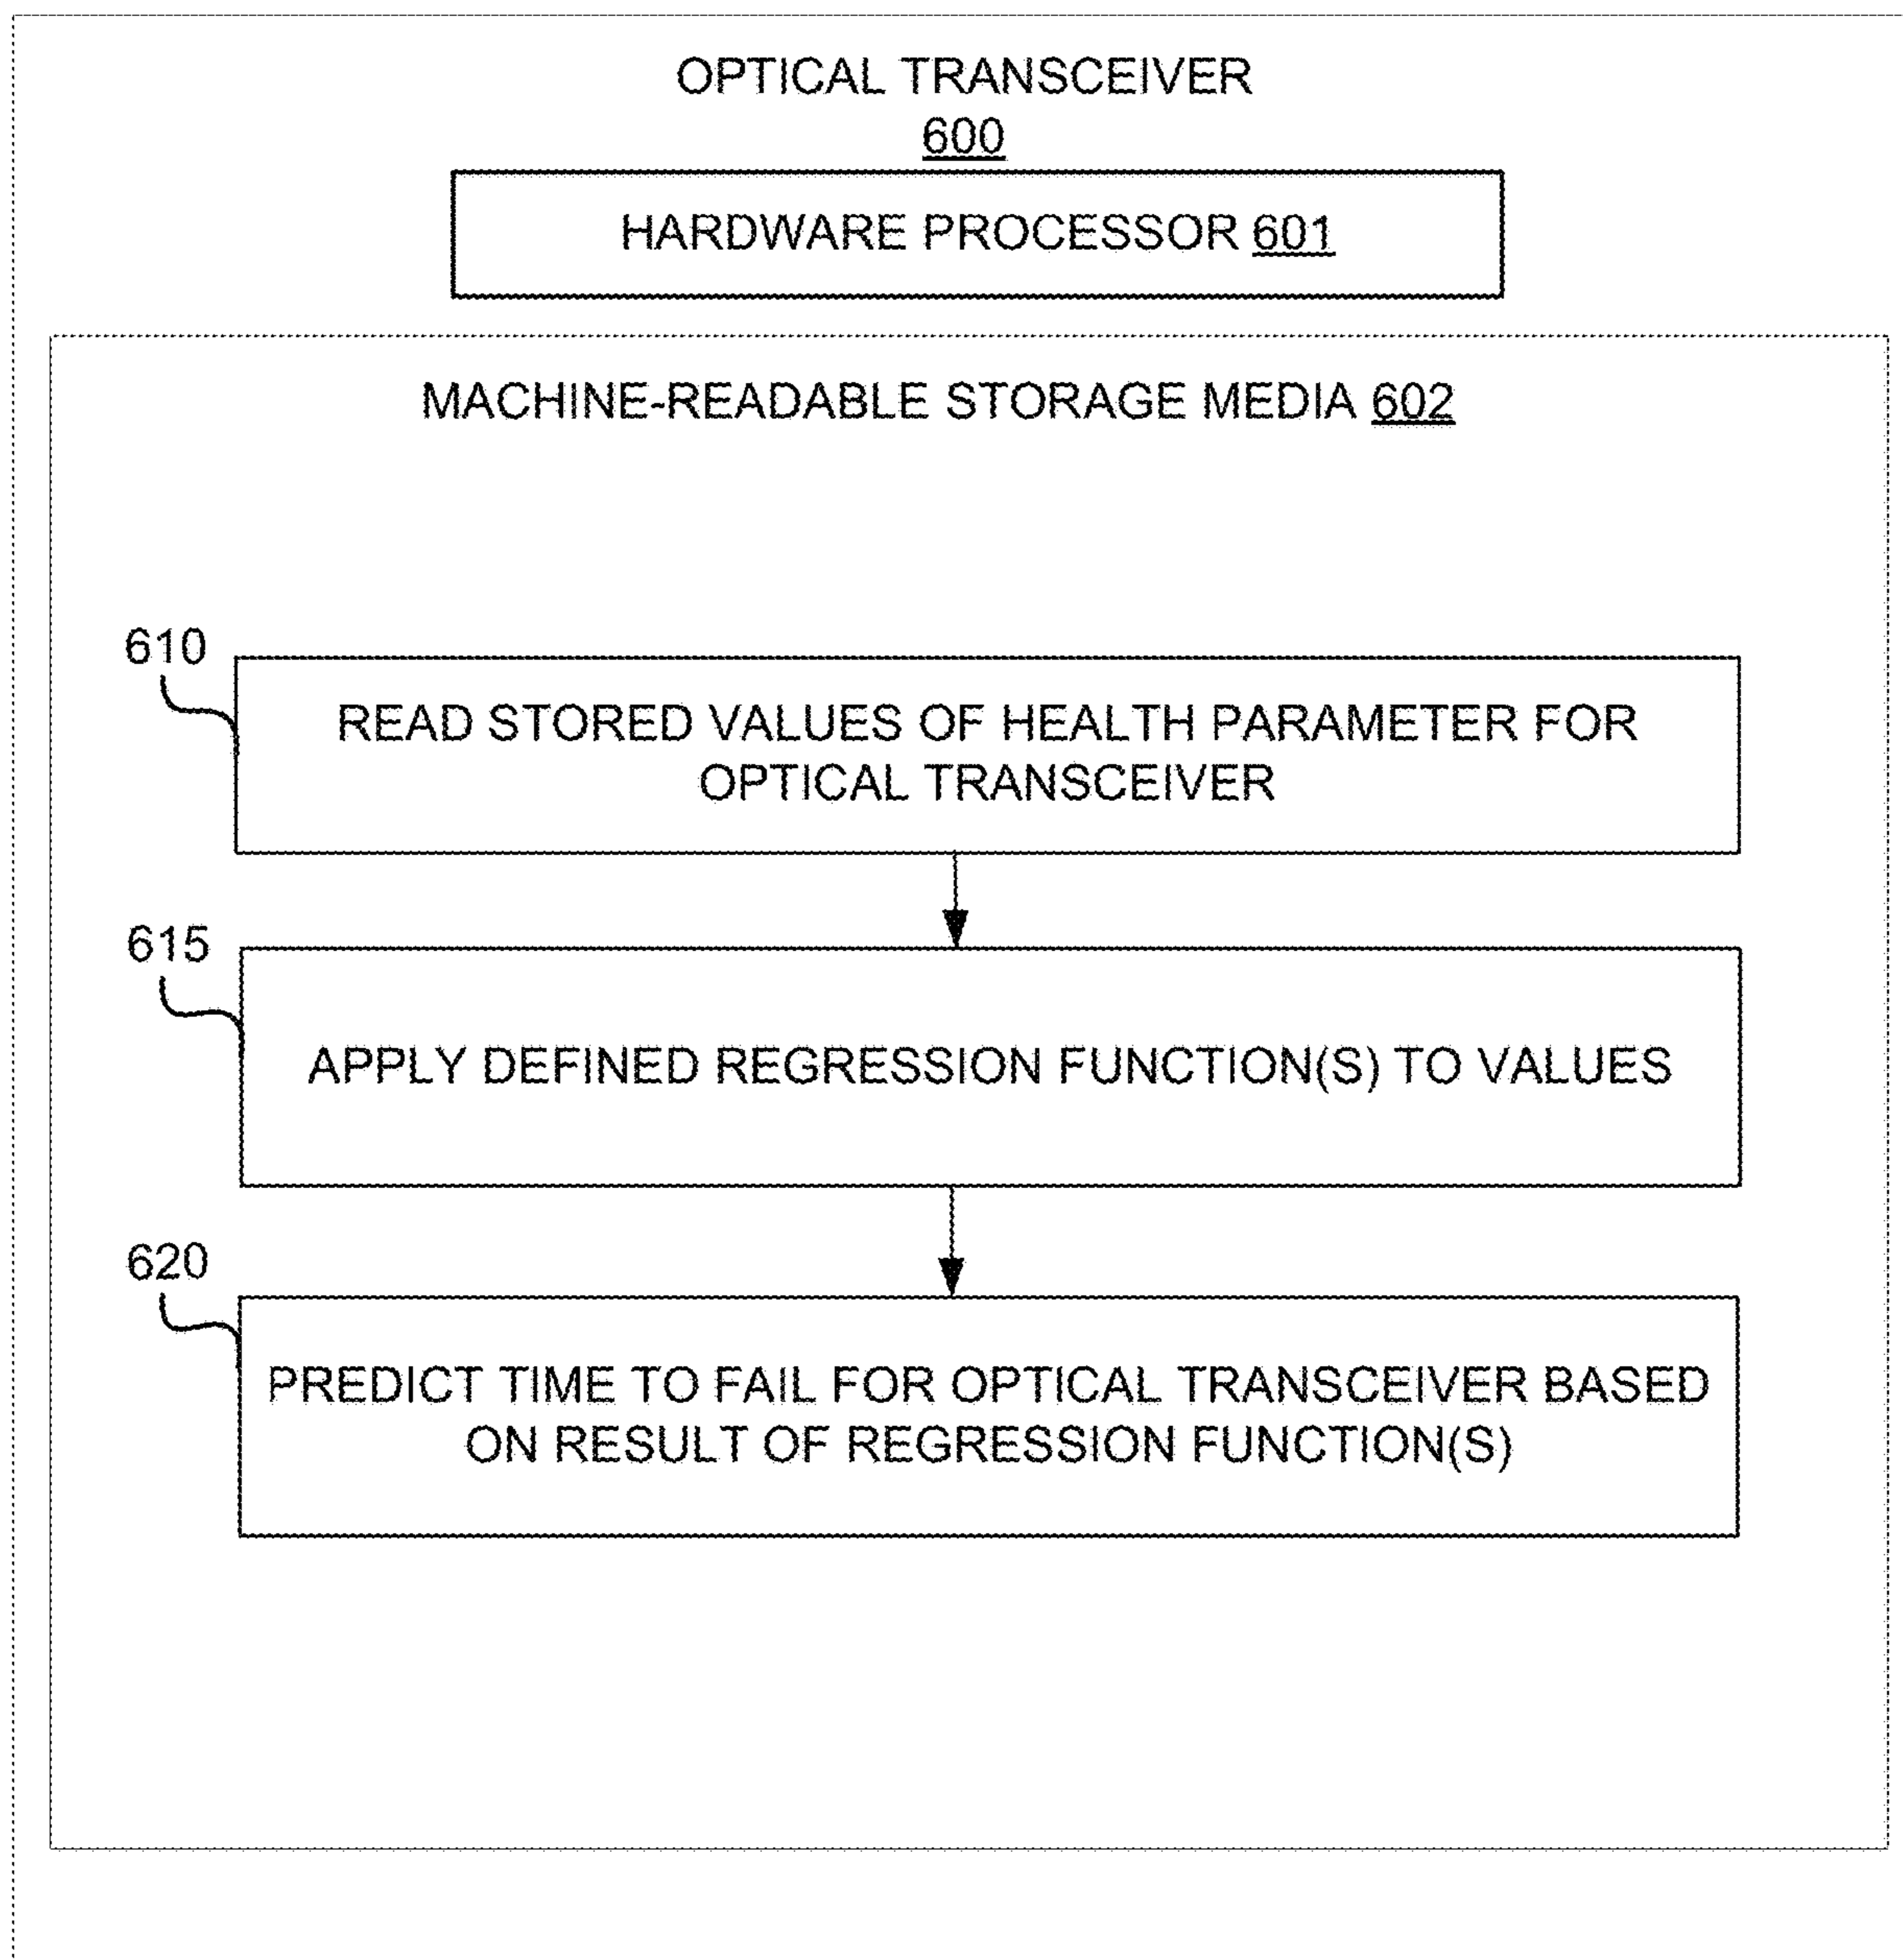 OPTICAL TRANSCEIVER
600
HARDWARE PROCESSOR 601
MACHINE-READABLE STORAGE MEDIA 602
610
READ STORED VALUES OF HEALTH PARAMETER FOR
OPTICAL TRANSCEIVER
615
APPLY DEFINED REGRESSION FUNCTION(S) TO VALUES
620
PREDICT TIME TO FAIL FOR OPTICAL TRANSCEIVER BASED
ON RESULT OF REGRESSION FUNCTION(S)